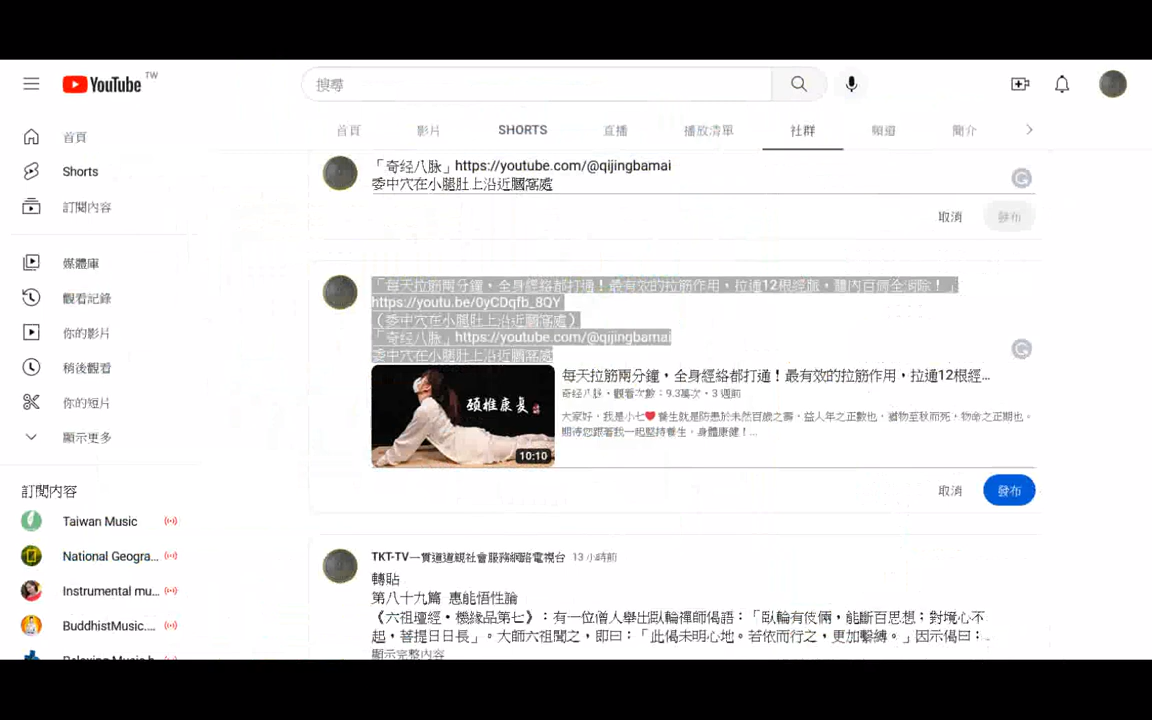 YouTube TW
搜尋
首頁
影片
SHORTS
直播
播放清單
社群
頻道
簡介
首頁
Shorts
訂閱內容
媒體庫
觀看記錄
你的影片
稍後觀看
你的短片
顯示更多
訂閱內容
Taiwan Music
National Geogra...
Instrumental mu...
BuddhistMusic....
「奇经八脉」https://youtube.com/@qijingbamai
委中穴在小腿肚上沿近膕窩處
取消
發布
「每天拉筋兩分鐘，全身經絡都打通！最有效的拉筋作用，拉通12根經脈，體內百病全消除！」
https://youtu.be/0yCDqfb_8QY
（委中穴在小腿肚上沿近膕窩處）
「奇经八脉」https://youtube.com/@qijingbamai
委中穴在小腿肚上沿近膕窩處
頸椎康复
10:10
每天拉筋兩分鐘，全身經絡都打通！最有效的拉筋作用，拉通12根經...
奇经八脉・觀看次數：9.3萬次・3 週前
大家好，我是小七❤養生就是防患於未然百歲之壽，益人年之正數也，猶物至秋而死，物命之正期也。
期待您跟著我一起堅持養生，身體康健！...
取消
發布
TKT-TV一貫道道親社會服務網路電視台 13 小時前
轉貼
第八十九篇 惠能悟性論
《六祖壇經・機緣品第七》：有一位僧人舉出臥輪禪師偈語：「臥輪有伎倆，能斷百思想；對境心不
起，菩提日日長」。大師六祖聞之，即曰：「此偈未明心地。若依而行之，更加繫縛。」因示偈曰：
顯示完整內容